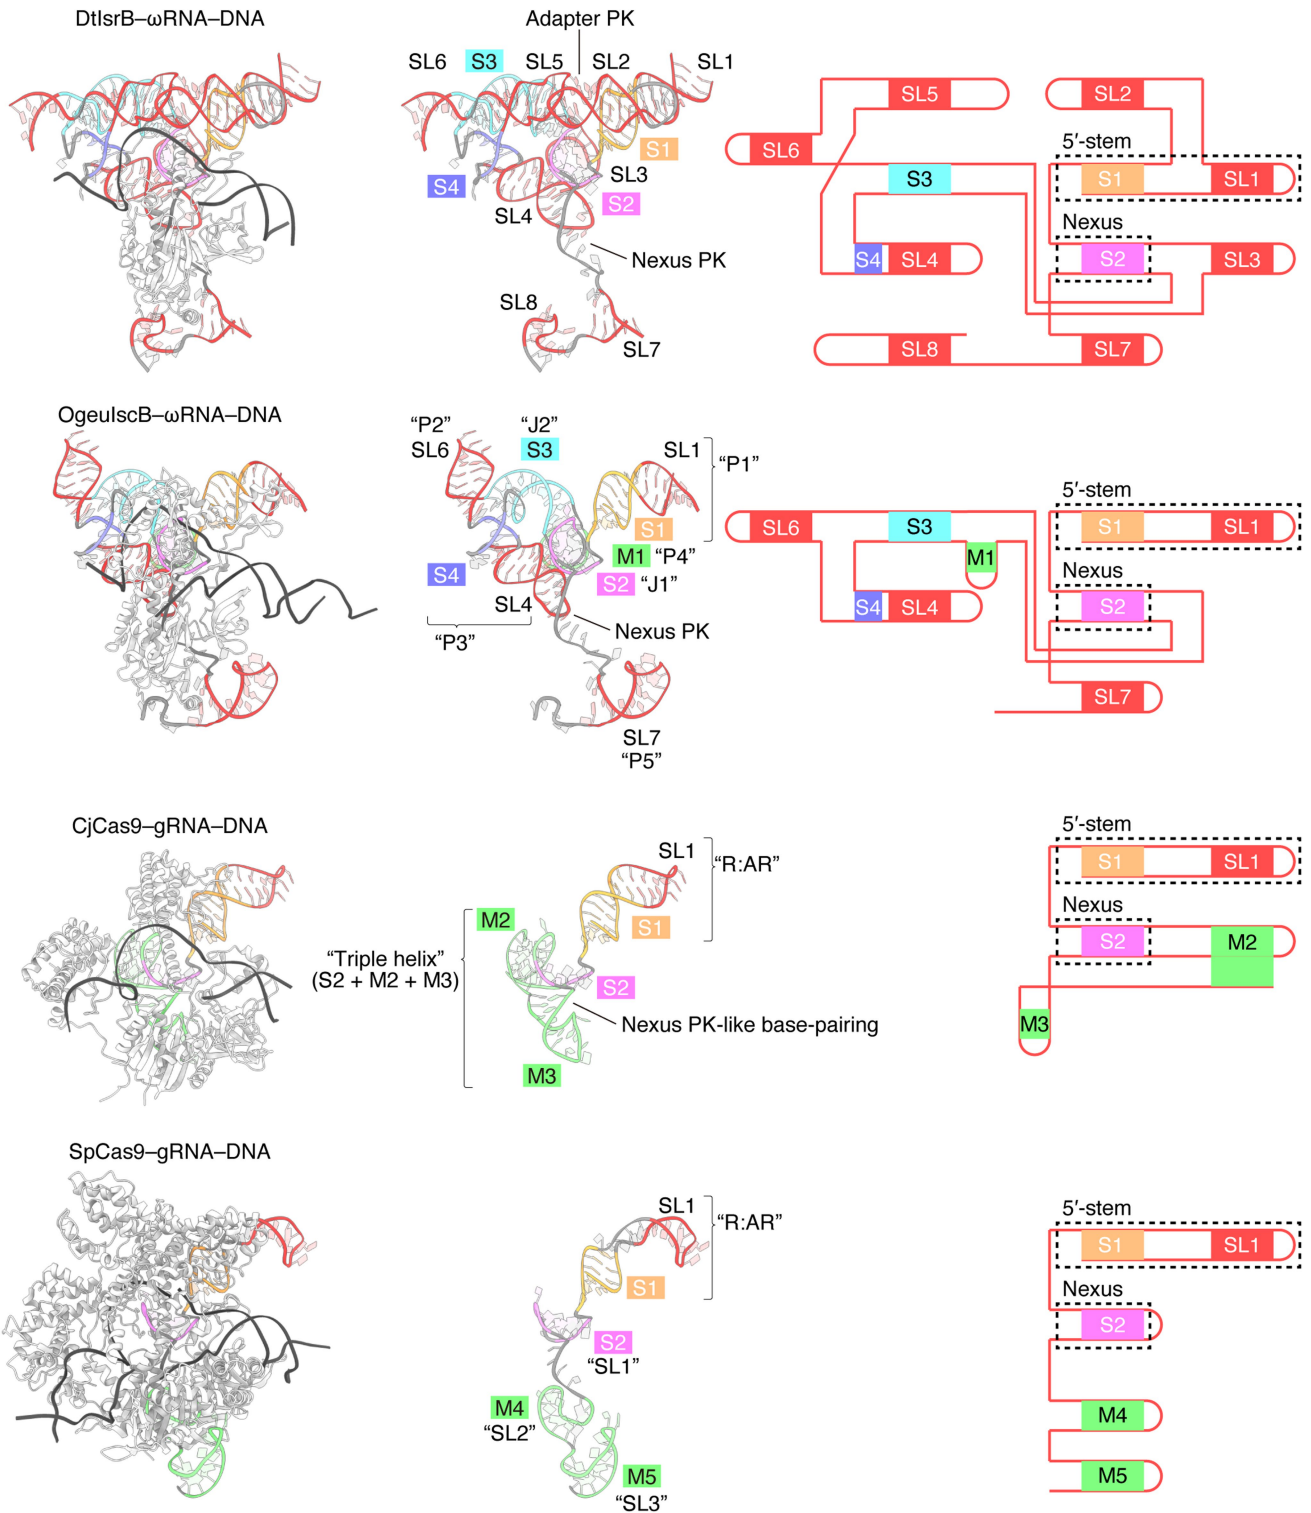 DtIsrB–ωRNA–DNA
Adapter PK
SL6 S3 SL5 SL2 SL1
S1
S4
SL3
S2
SL4
Nexus PK
SL8
SL7
SL5 SL2
5′-stem
SL6
S3 S1 SL1
Nexus
S4 SL4 S2 SL3
SL8 SL7
OgeuIscB–ωRNA–DNA
“P2” “J2”
SL6 S3 SL1
“P1”
S1
M1 “P4”
S4 S2 “J1”
SL4
Nexus PK
“P3”
SL7
“P5”
5′-stem
SL6 S3 S1 SL1
M1
Nexus
S4 SL4 S2
SL7
CjCas9–gRNA–DNA
SL1
“R:AR”
M2 S1
“Triple helix”
(S2 + M2 + M3)
S2
Nexus PK-like base-pairing
M3
5′-stem
S1 SL1
Nexus
S2 M2
M3
SpCas9–gRNA–DNA
SL1
“R:AR”
S1
S2
“SL1”
M4
“SL2”
M5
“SL3”
5′-stem
S1 SL1
Nexus
S2
M4
M5